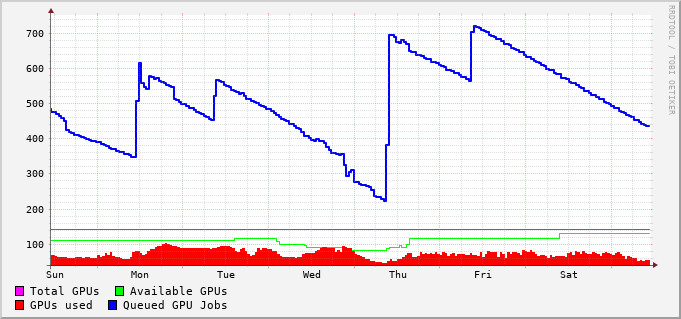 700
600
500
400
300
200
100
Sun Mon Tue Wed Thu Fri Sat
Total GPUs Available GPUs
GPUs used Queued GPU Jobs
RRDTOOL / TOBI OETIKER